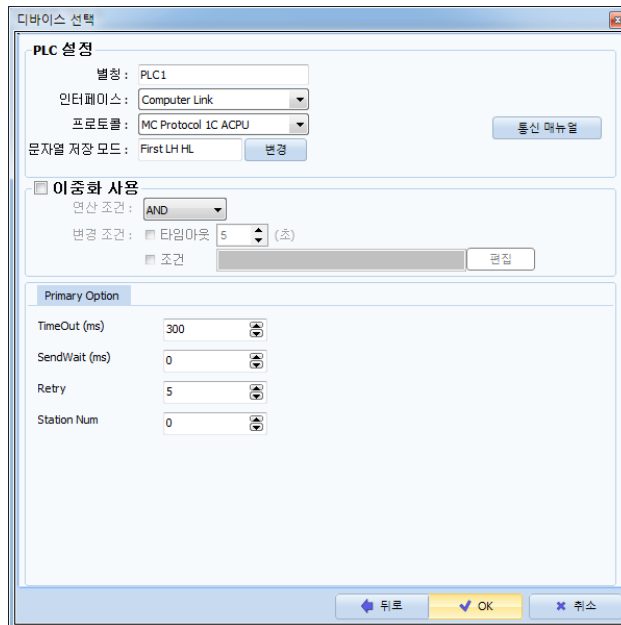 디바이스 선택
PLC 설정
별칭 : PLC1
인터페이스 : Computer Link
프로토콜 : MC Protocol 1C ACPU 통신 매뉴얼
문자열 저장 모드 : First LH HL 변경
이중화 사용
연산 조건 : AND
변경 조건 : 타임아웃 5 (초)
조건 편집
Primary Option
TimeOut (ms) 300
SendWait (ms) 0
Retry 5
Station Num 0
뒤로 OK 취소